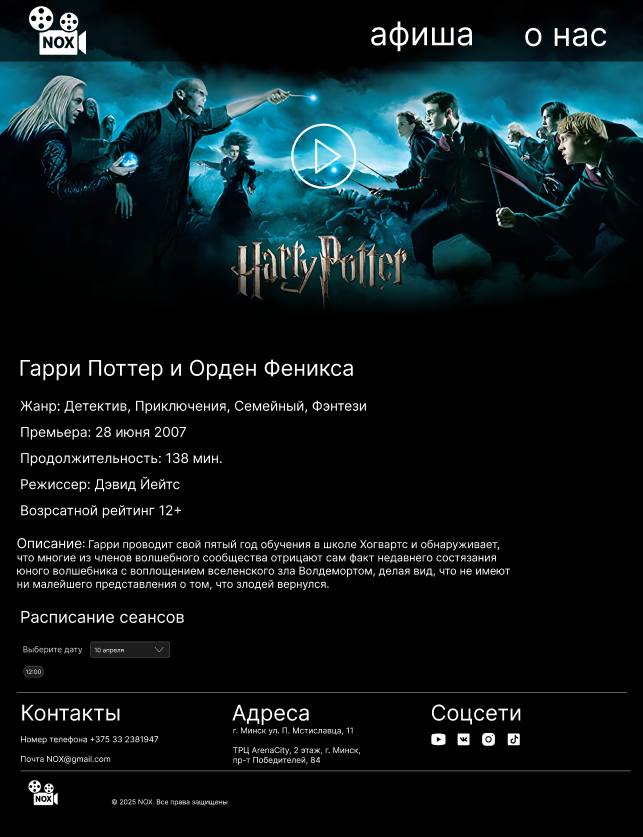 NOX
афиша
о нас
Harry Potter
Гарри Поттер и Орден Феникса
Жанр: Детектив, Приключения, Семейный, Фэнтези
Премьера: 28 июня 2007
Продолжительность: 138 мин.
Режиссер: Дэвид Йейтс
Возрсатной рейтинг 12+
Описание: Гарри проводит свой пятый год обучения в школе Хогвартс и обнаруживает,
что многие из членов волшебного сообщества отрицают сам факт недавнего состязания
юного волшебника с воплощением вселенского зла Волдемортом, делая вид, что не имеют
ни малейшего представления о том, что злодей вернулся.
Расписание сеансов
Выберите дату
10 апреля
12:00
Контакты
Номер телефона +375 33 2381947
Почта NOX@gmail.com
Адреса
г. Минск ул. П. Мстиславца, 11
ТРЦ ArenaCity, 2 этаж, г. Минск,
пр-т Победителей, 84
Соцсети
NOX
© 2025 NOX. Все права защищены